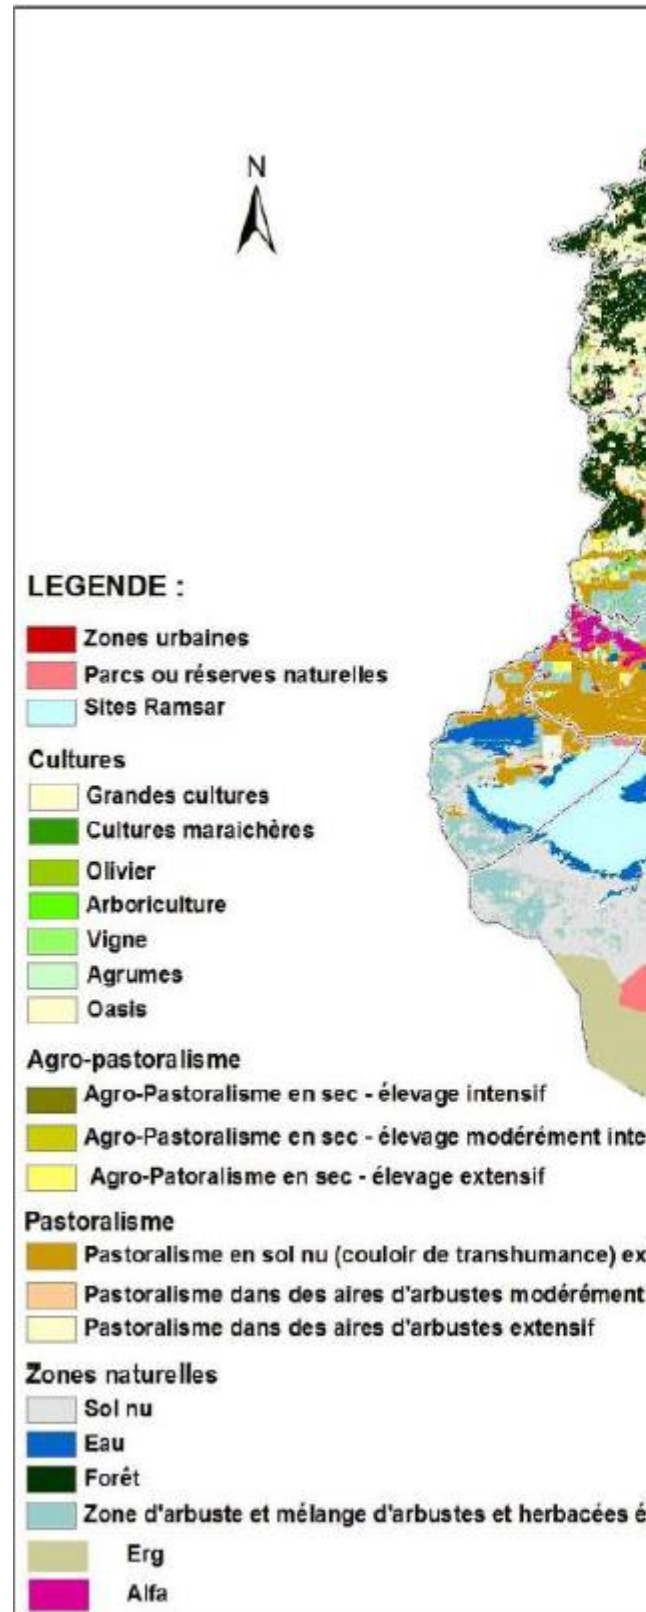 N
LEGENDE :
Zones urbaines
Parcs ou réserves naturelles
Sites Ramsar
Cultures
Grandes cultures
Cultures maraichères
Olivier
Arboriculture
Vigne
Agrumes
Oasis
Agro-pastoralisme
Agro-Pastoralisme en sec - élevage intensif
Agro-Pastoralisme en sec - élevage modérément inte
Agro-Patoralisme en sec - élevage extensif
Pastoralisme
Pastoralisme en sol nu (couloir de transhumance) ex
Pastoralisme dans des aires d'arbustes modérément
Pastoralisme dans des aires d'arbustes extensif
Zones naturelles
Sol nu
Eau
Forêt
Zone d'arbuste et mélange d'arbustes et herbacées é
Erg
Alfa